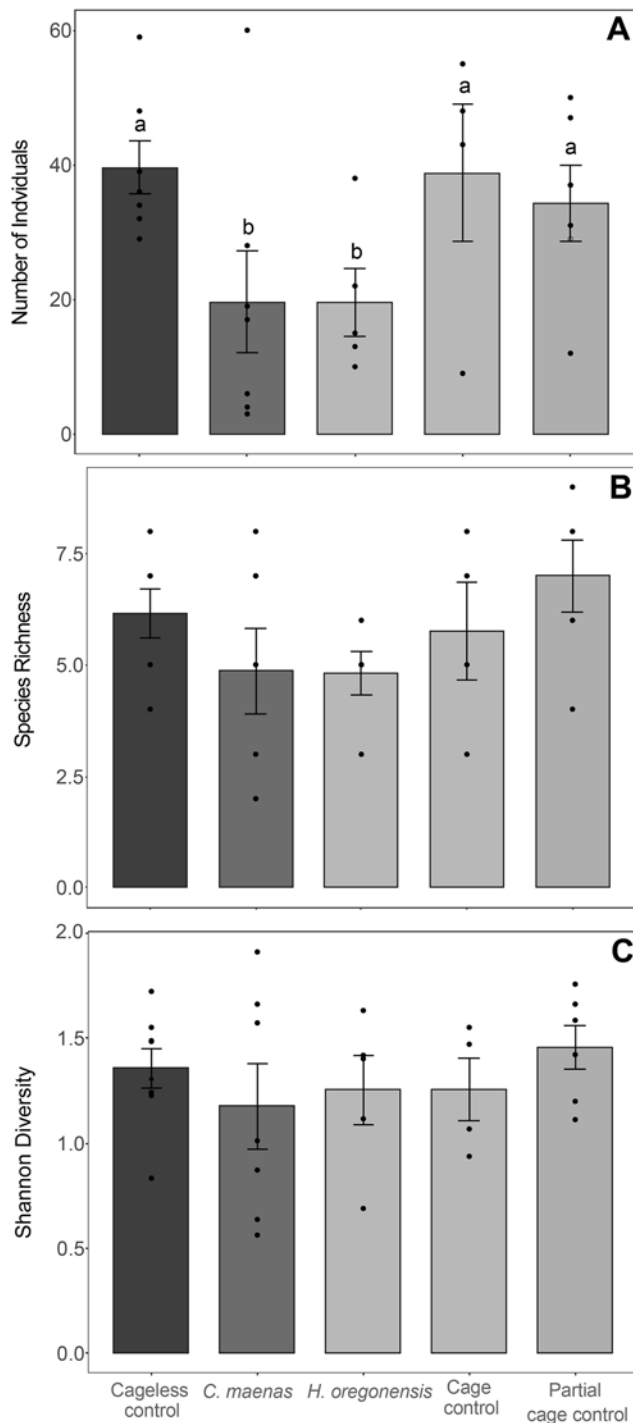 A
Number of Indviduals
60
40
20
0
a
b
b
a
a
B
Species Richness
7.5
5.0
2.5
0.0
C
Shannon Diversity
2.0
1.5
1.0
0.5
0.0
Cageless control
C. maenas
H. oregonensis
Cage control
Partial cage control